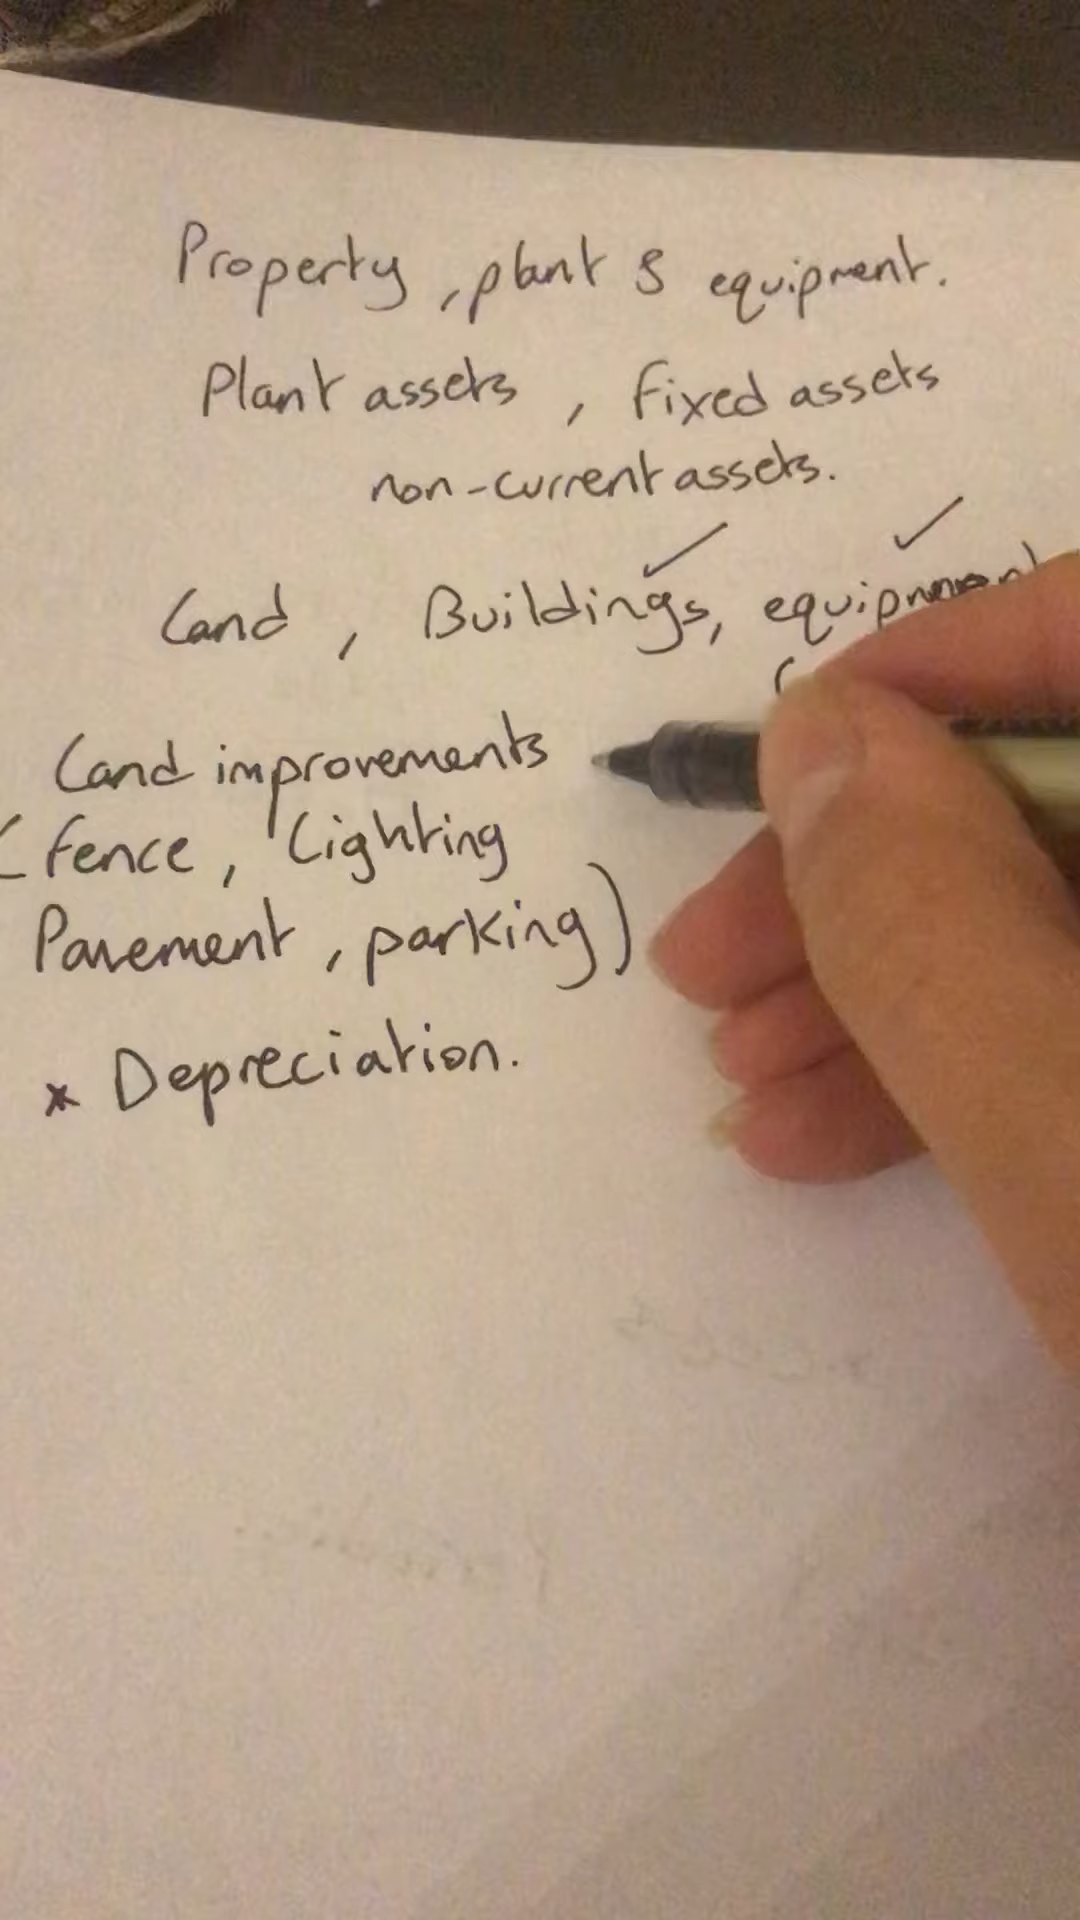 Property, plant & equipment.
Plant assets, fixed assets
non-current assets.
Land, Buildings, equipment
Land improvements
(fence, Lighting
Pavement, parking)
* Depreciation.